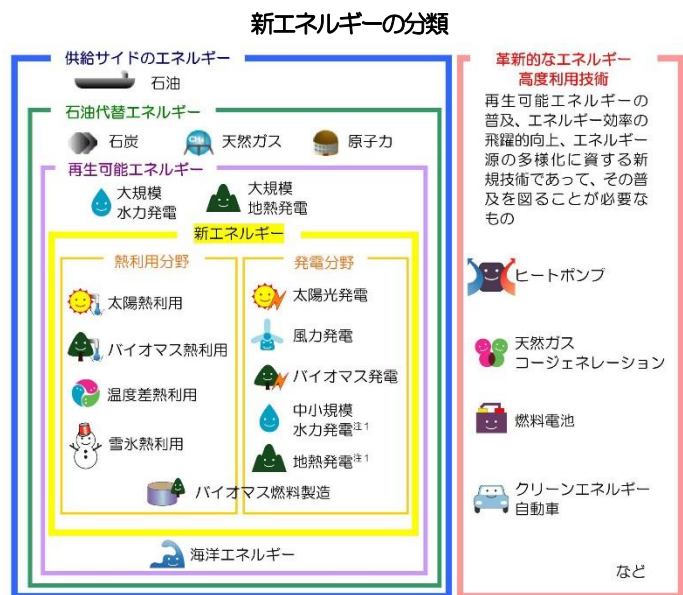 新エネルギーの分類
供給サイドのエネルギー
石油
石油代替エネルギー
石炭
天然ガス
原子力
再生可能エネルギー
大規模
水力発電
大規模
地熱発電
新エネルギー
熱利用分野
太陽熱利用
バイオマス熱利用
温度差熱利用
雪氷熱利用
発電分野
太陽光発電
風力発電
バイオマス発電
中小規模
水力発電注1
地熱発電注1
バイオマス燃料製造
海洋エネルギー
革新的なエネルギー
高度利用技術
再生可能エネルギーの
普及、エネルギー効率の
飛躍的向上、エネルギー
源の多様化に資する新
規技術であって、その普
及を図ることが必要な
もの
ヒートポンプ
天然ガス
コージェネレーション
燃料電池
クリーンエネルギー
自動車
など